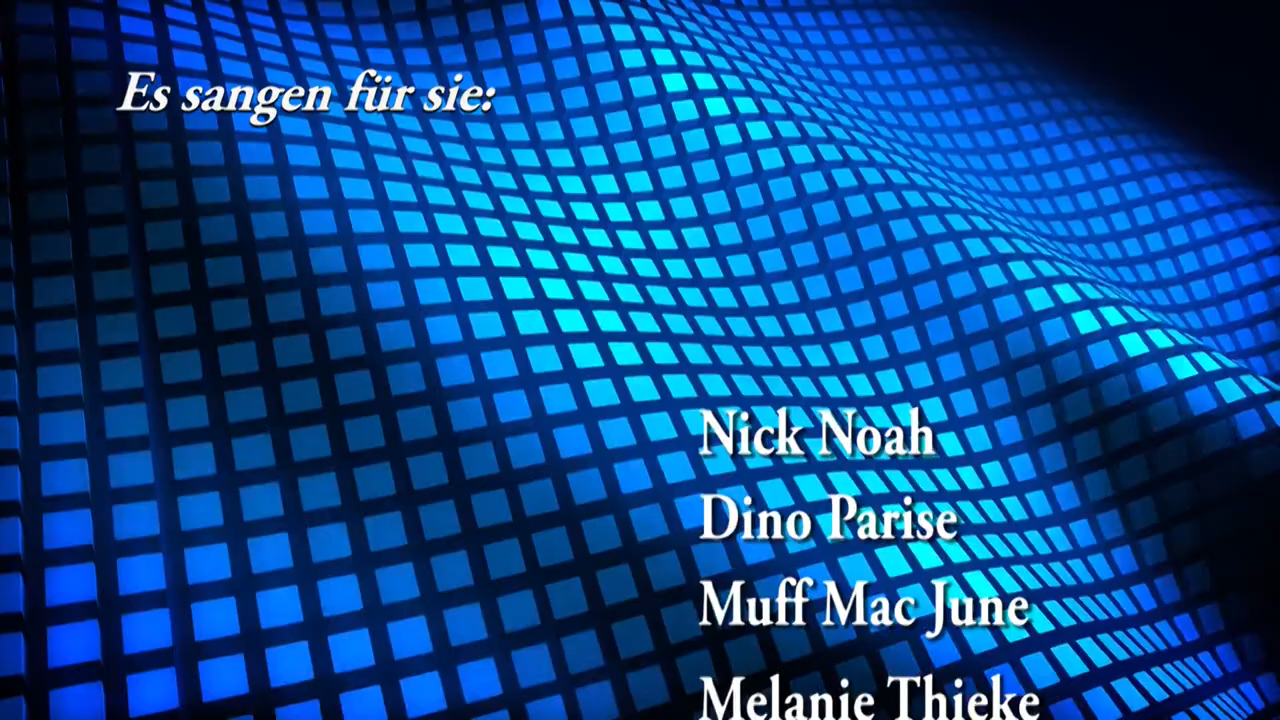 Es sangen für sie:
Nick Noah
Dino Parise
Muff Mac June
Melanie Thieke